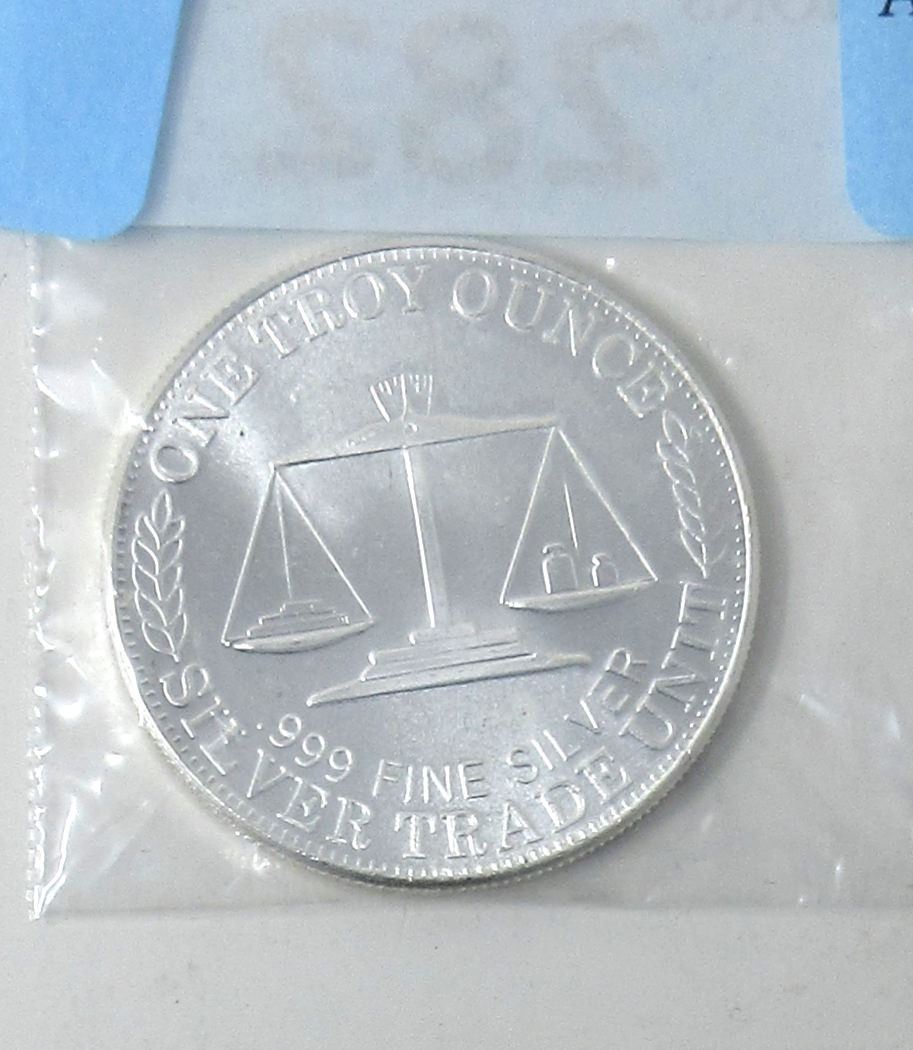 282
ONE TROY OUNCE
.999 FINE SILVER
SILVER TRADE UNIT